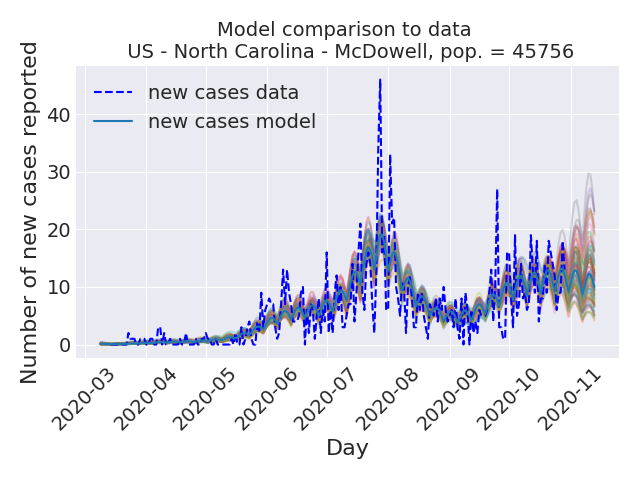 Model comparison to data
US - North Carolina - McDowell, pop. = 45756
Number of new cases reported
40
30
20
10
0
new cases data
new cases model
2020-03
2020-04
2020-05
2020-06
2020-07
2020-08
2020-09
2020-10
2020-11
Day